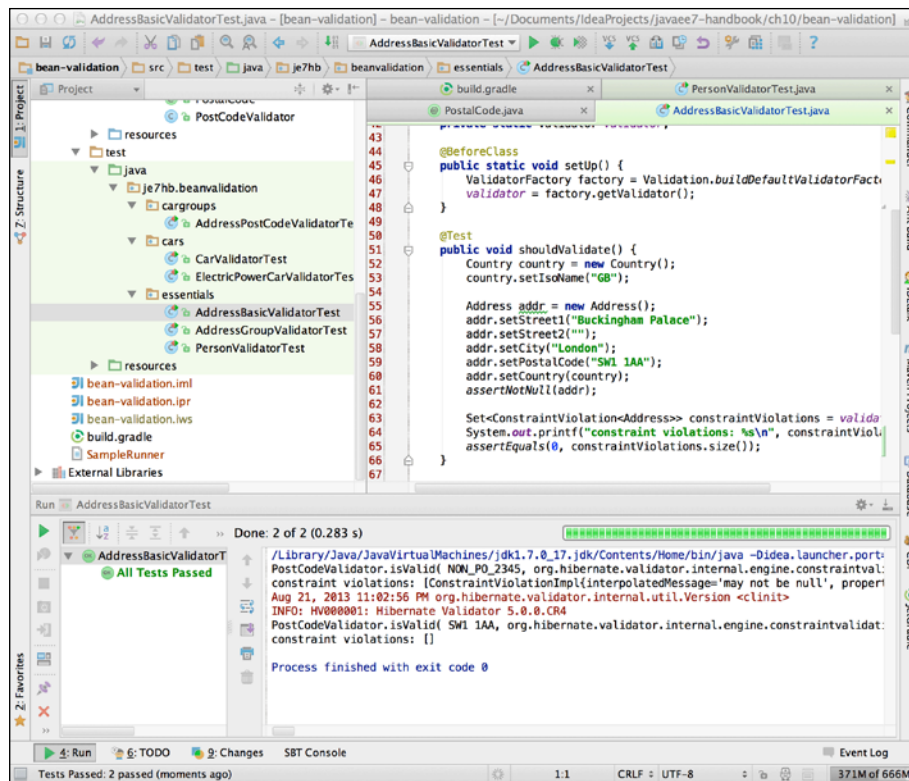 AddressBasicValidatorTest.java - [bean-validation] - bean-validation - [~/Documents/IdeaProjects/javaee7-handbook/ch10/bean-validation]
AddressBasicValidatorTest
bean-validation src test java je7hb beanvalidation essentials AddressBasicValidatorTest
1: Project
Z: Structure
2: Favorites
Project
PostalCode
PostCodeValidator
resources
test
java
je7hb.beanvalidation
cargroups
AddressPostCodeValidatorTe
cars
CarValidatorTest
ElectricPowerCarValidatorTes
essentials
AddressBasicValidatorTest
AddressGroupValidatorTest
PersonValidatorTest
resources
bean-validation.iml
bean-validation.ipr
bean-validation.iws
build.gradle
SampleRunner
External Libraries
build.gradle PersonValidatorTest.java
PostalCode.java AddressBasicValidatorTest.java
42 private static Validator validator;
43
44 @BeforeClass
45 public static void setUp() {
46 ValidatorFactory factory = Validation.buildDefaultValidatorFact
47 validator = factory.getValidator();
48 }
49
50 @Test
51 public void shouldValidate() {
52 Country country = new Country();
53 country.setIsoName("GB");
54
55 Address addr = new Address();
56 addr.setStreet1("Buckingham Palace");
57 addr.setStreet2("");
58 addr.setCity("London");
59 addr.setPostalCode("SW1 1AA");
60 addr.setCountry(country);
61 assertNotNull(addr);
62
63 Set<ConstraintViolation<Address>> constraintViolations = valida
64 System.out.printf("constraint violations: %s\n", constraintViola
65 assertEquals(0, constraintViolations.size());
66 }
67
Run AddressBasicValidatorTest
Done: 2 of 2 (0.283 s)
AddressBasicValidatorT
All Tests Passed
/Library/Java/JavaVirtualMachines/jdk1.7.0_17.jdk/Contents/Home/bin/java -Didea.launcher.port=
PostCodeValidator.isValid( NON_PO_2345, org.hibernate.validator.internal.engine.constraintval
constraint violations: [ConstraintViolationImpl{interpolatedMessage='may not be null', propert
Aug 21, 2013 11:02:56 PM org.hibernate.validator.internal.util.Version <clinit>
INFO: HV000001: Hibernate Validator 5.0.0.CR4
PostCodeValidator.isValid( SW1 1AA, org.hibernate.validator.internal.engine.constraintvalidati
constraint violations: []
Process finished with exit code 0
4: Run 6: TODO 9: Changes SBT Console Event Log
Tests Passed: 2 passed (moments ago) 1:1 CRLF UTF-8 371M of 666M